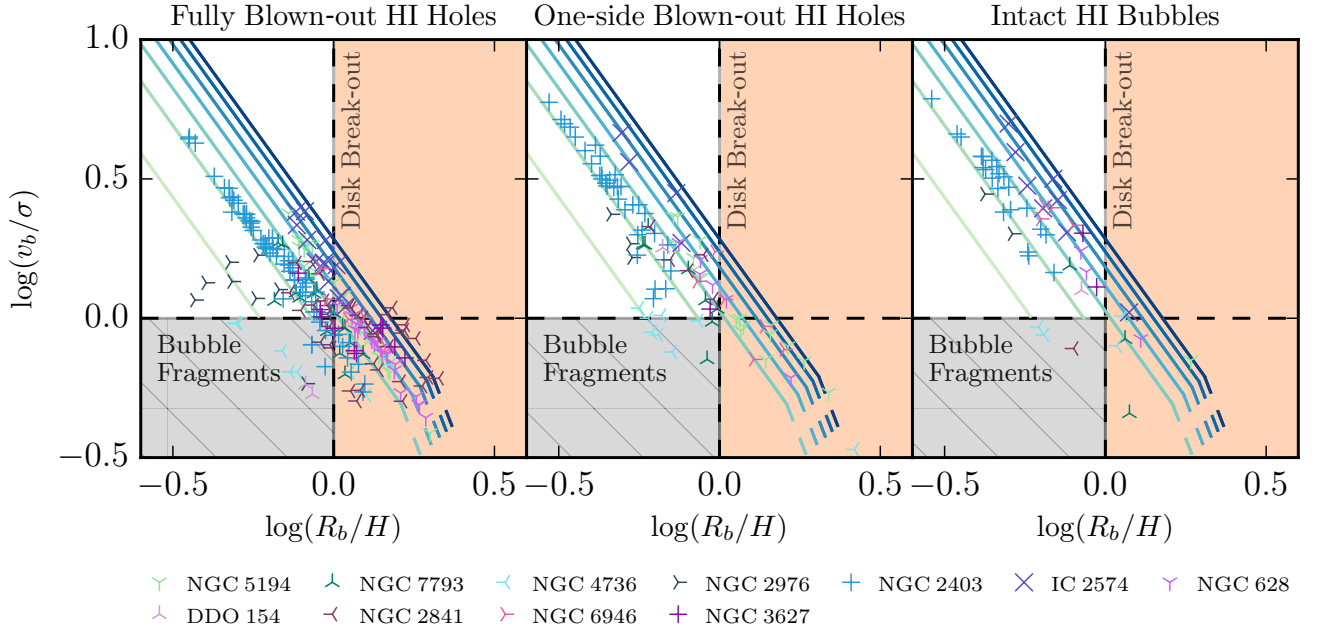 Fully Blown-out HI Holes One-side Blown-out HI Holes Intact HI Bubbles
1.0
0.5
0.0
−0.5
log(v_b/σ)
Disk Break-out
Bubble
Fragments
Disk Break-out
Bubble
Fragments
Disk Break-out
Bubble
Fragments
−0.5 0.0 0.5 −0.5 0.0 0.5 −0.5 0.0 0.5
log(R_b/H) log(R_b/H) log(R_b/H)
NGC 5194 NGC 7793 NGC 4736 NGC 2976 NGC 2403 IC 2574 NGC 628
DDO 154 NGC 2841 NGC 6946 NGC 3627